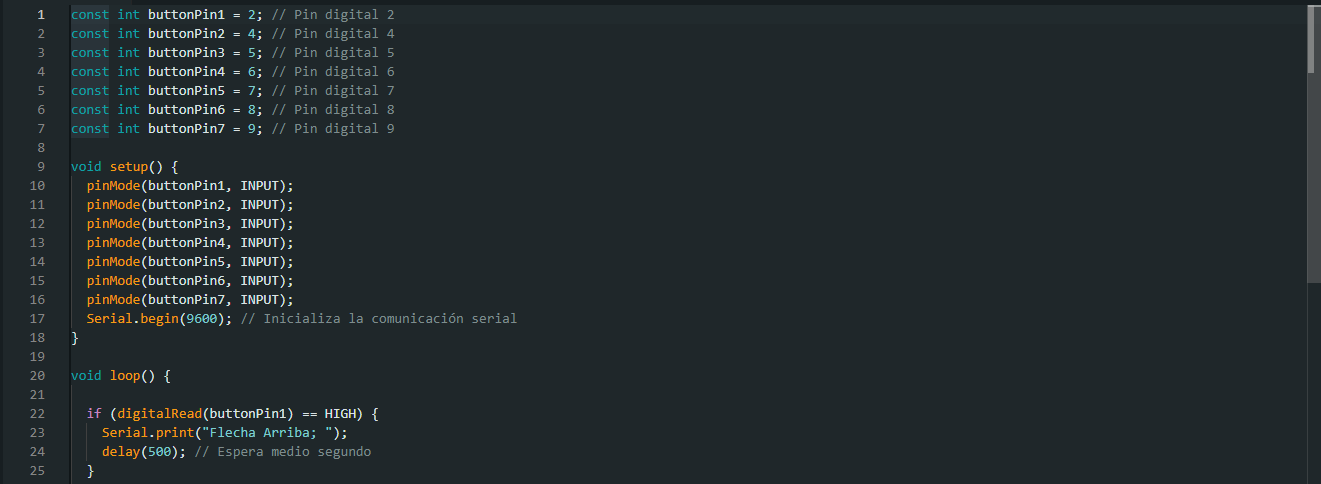 1 const int buttonPin1 = 2; // Pin digital 2
2 const int buttonPin2 = 4; // Pin digital 4
3 const int buttonPin3 = 5; // Pin digital 5
4 const int buttonPin4 = 6; // Pin digital 6
5 const int buttonPin5 = 7; // Pin digital 7
6 const int buttonPin6 = 8; // Pin digital 8
7 const int buttonPin7 = 9; // Pin digital 9
8
9 void setup() {
10   pinMode(buttonPin1, INPUT);
11   pinMode(buttonPin2, INPUT);
12   pinMode(buttonPin3, INPUT);
13   pinMode(buttonPin4, INPUT);
14   pinMode(buttonPin5, INPUT);
15   pinMode(buttonPin6, INPUT);
16   pinMode(buttonPin7, INPUT);
17   Serial.begin(9600); // Inicializa la comunicación serial
18 }
19
20 void loop() {
21
22   if (digitalRead(buttonPin1) == HIGH) {
23     Serial.print("Flecha Arriba; ");
24     delay(500); // Espera medio segundo
25   }